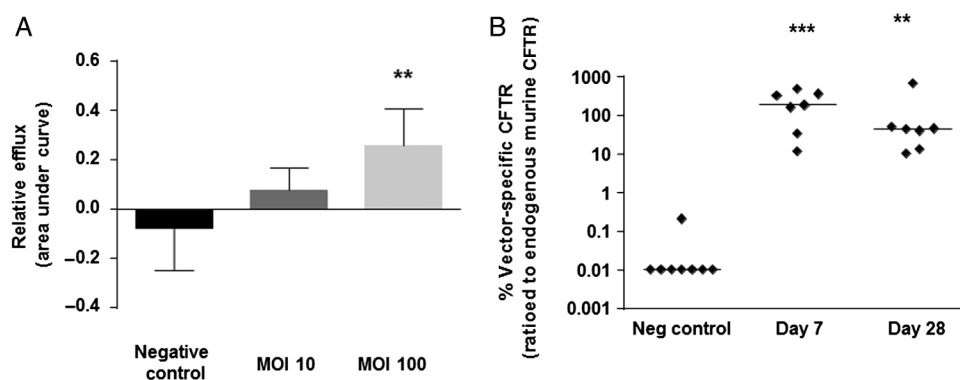 A
Relative efflux
(area under curve)
0.6
0.4
0.2
0.0
–0.2
–0.4
**
Negative
control
MOI 10
MOI 100
B
% Vector-specific CFTR
(ratioed to endogenous murine CFTR)
1000
100
10
1
0.1
0.01
0.001
***
**
Neg control
Day 7
Day 28